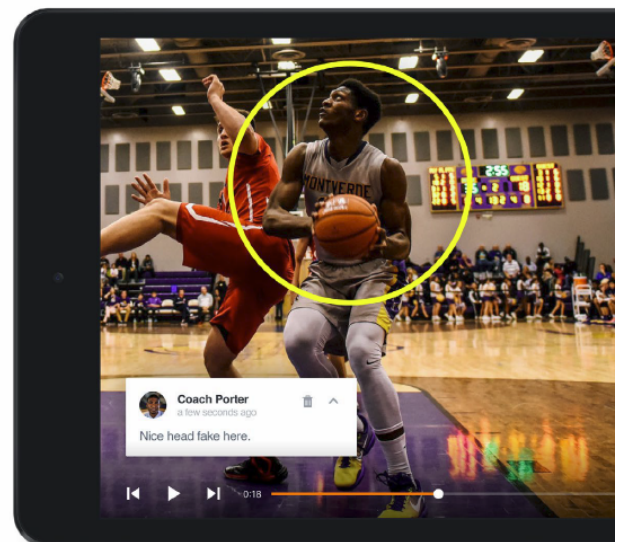 2:55
MONTVERDE
Coach Porter
a few seconds ago
Nice head fake here.
0:18